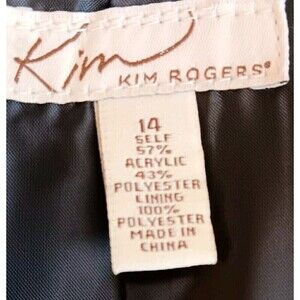 Kim
KIM ROGERS®
14
SELF
57%
ACRYLIC
43%
POLYESTER
LINING
100%
POLYESTER
MADE IN
CHINA